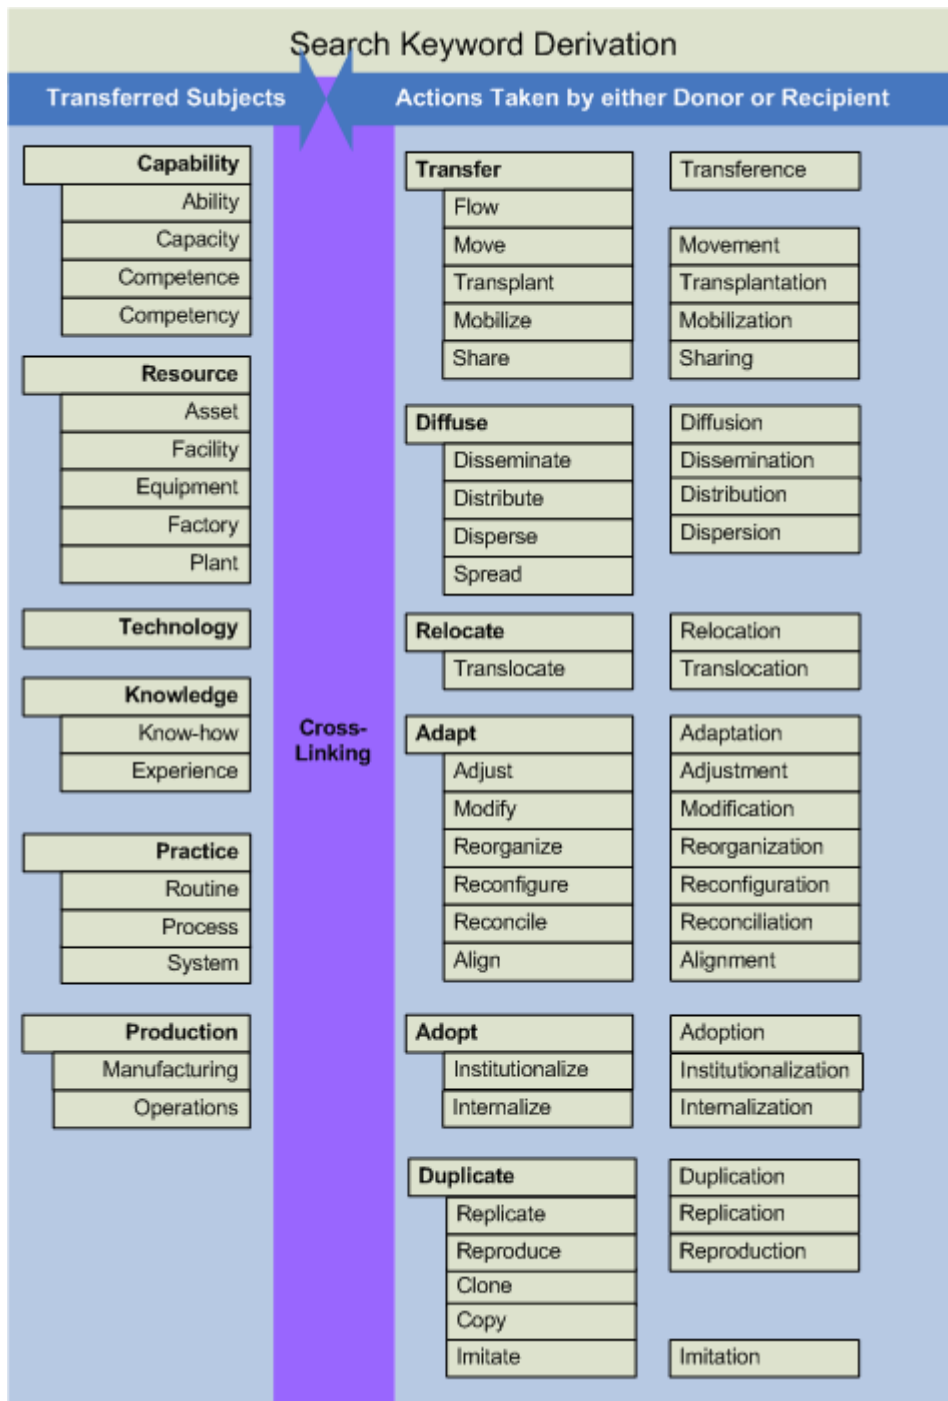 Search Keyword Derivation
Transferred Subjects
Actions Taken by either Donor or Recipient
Capability
Ability
Capacity
Competence
Competency
Resource
Asset
Facility
Equipment
Factory
Plant
Technology
Knowledge
Know-how
Experience
Practice
Routine
Process
System
Production
Manufacturing
Operations
Cross-
Linking
Transfer
Transference
Flow
Move
Movement
Transplant
Transplantation
Mobilize
Mobilization
Share
Sharing
Diffuse
Diffusion
Disseminate
Dissemination
Distribute
Distribution
Disperse
Dispersion
Spread
Relocate
Relocation
Translocate
Translocation
Adapt
Adaptation
Adjust
Adjustment
Modify
Modification
Reorganize
Reorganization
Reconfigure
Reconfiguration
Reconcile
Reconciliation
Align
Alignment
Adopt
Adoption
Institutionalize
Institutionalization
Internalize
Internalization
Duplicate
Duplication
Replicate
Replication
Reproduce
Reproduction
Clone
Copy
Imitate
Imitation